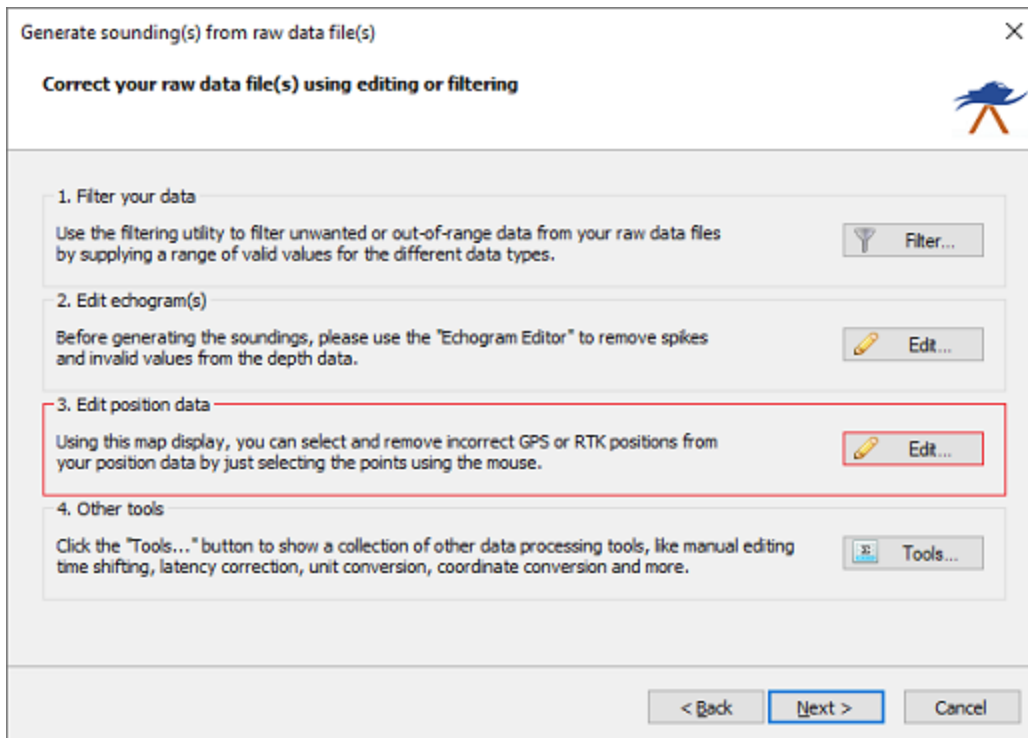 Generate sounding(s) from raw data file(s)
Correct your raw data file(s) using editing or filtering
1. Filter your data
Use the filtering utility to filter unwanted or out-of-range data from your raw data files
by supplying a range of valid values for the different data types.
Filter...
2. Edit echogram(s)
Before generating the soundings, please use the "Echogram Editor" to remove spikes
and invalid values from the depth data.
Edit...
3. Edit position data
Using this map display, you can select and remove incorrect GPS or RTK positions from
your position data by just selecting the points using the mouse.
Edit...
4. Other tools
Click the "Tools..." button to show a collection of other data processing tools, like manual editing
time shifting, latency correction, unit conversion, coordinate conversion and more.
Σ
Tools...
< Back
Next >
Cancel